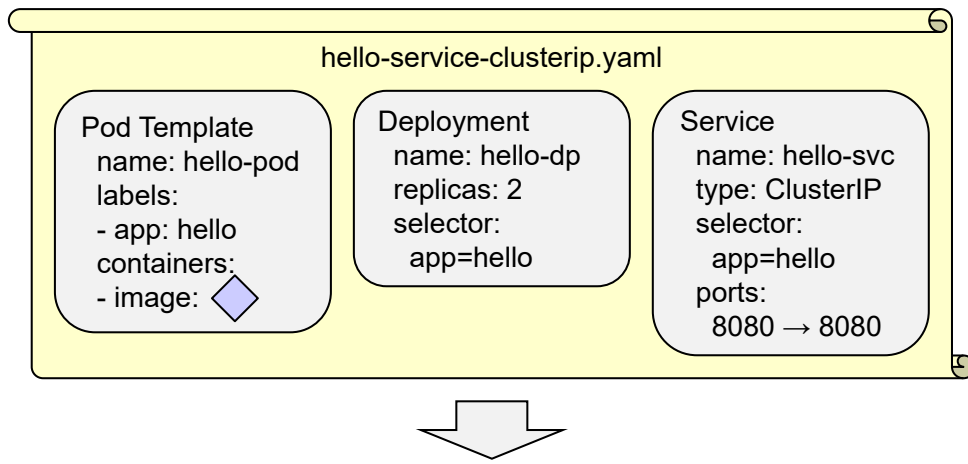 hello-service-clusterip.yaml
Pod Template
name: hello-pod
labels:
- app: hello
containers:
- image:
Deployment
name: hello-dp
replicas: 2
selector:
app=hello
Service
name: hello-svc
type: ClusterIP
selector:
app=hello
ports:
8080 → 8080